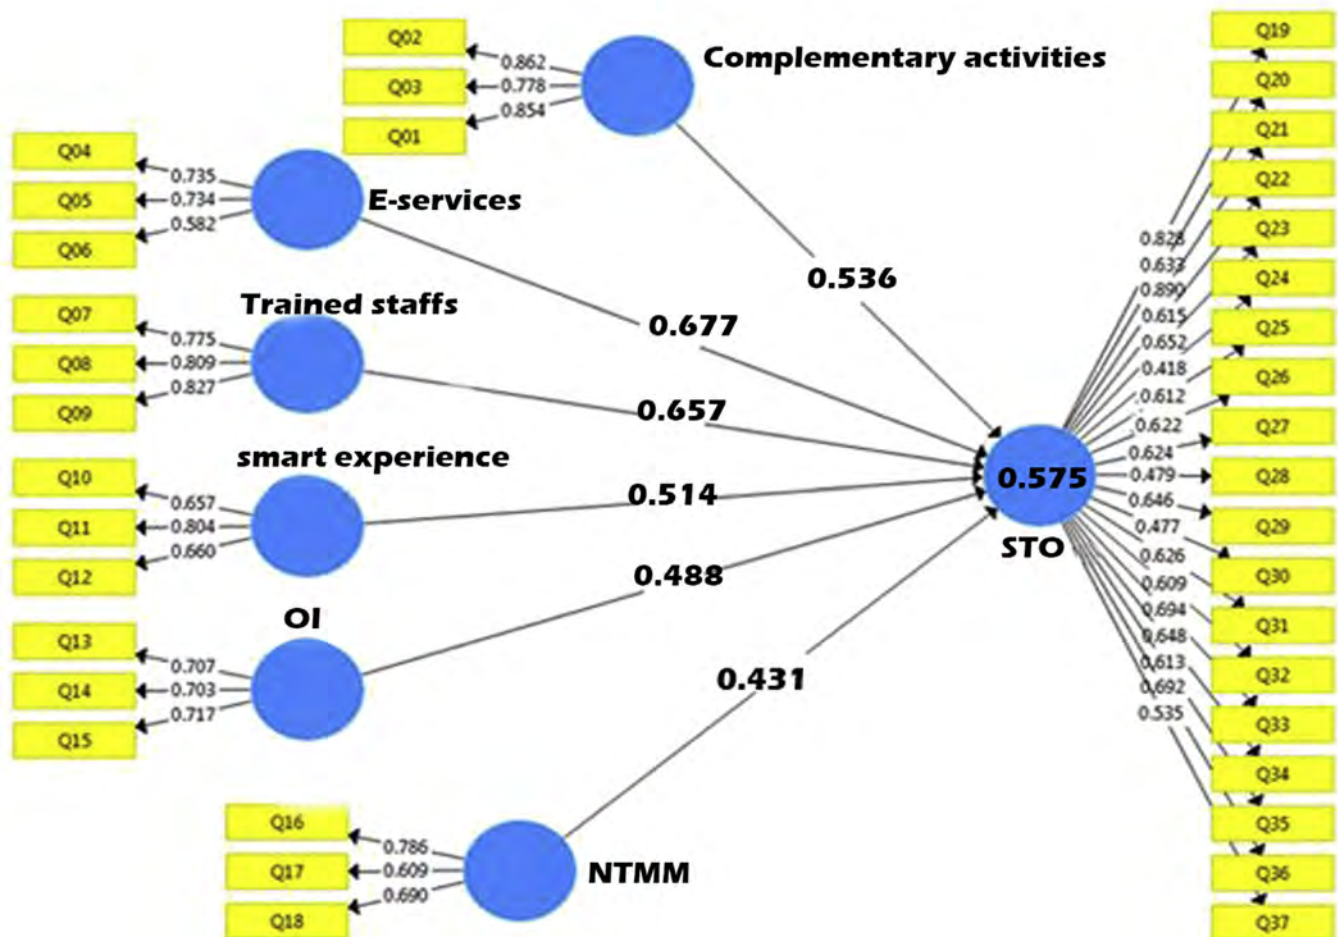 Q02
Q03
Q01
0.862
0.778
0.854
Complementary activities
Q04
Q05
Q06
0.735
0.734
0.582
E-services
Q07
Q08
Q09
0.775
0.809
0.827
Trained staffs
Q10
Q11
Q12
0.657
0.804
0.660
smart experience
Q13
Q14
Q15
0.707
0.703
0.717
OI
Q16
Q17
Q18
0.786
0.609
0.690
NTMM
0.536
0.677
0.657
0.514
0.488
0.431
0.575
STO
0.828
0.633
0.890
0.615
0.652
0.418
0.612
0.622
0.624
0.479
0.646
0.477
0.626
0.609
0.694
0.648
0.613
0.692
0.535
Q19
Q20
Q21
Q22
Q23
Q24
Q25
Q26
Q27
Q28
Q29
Q30
Q31
Q32
Q33
Q34
Q35
Q36
Q37